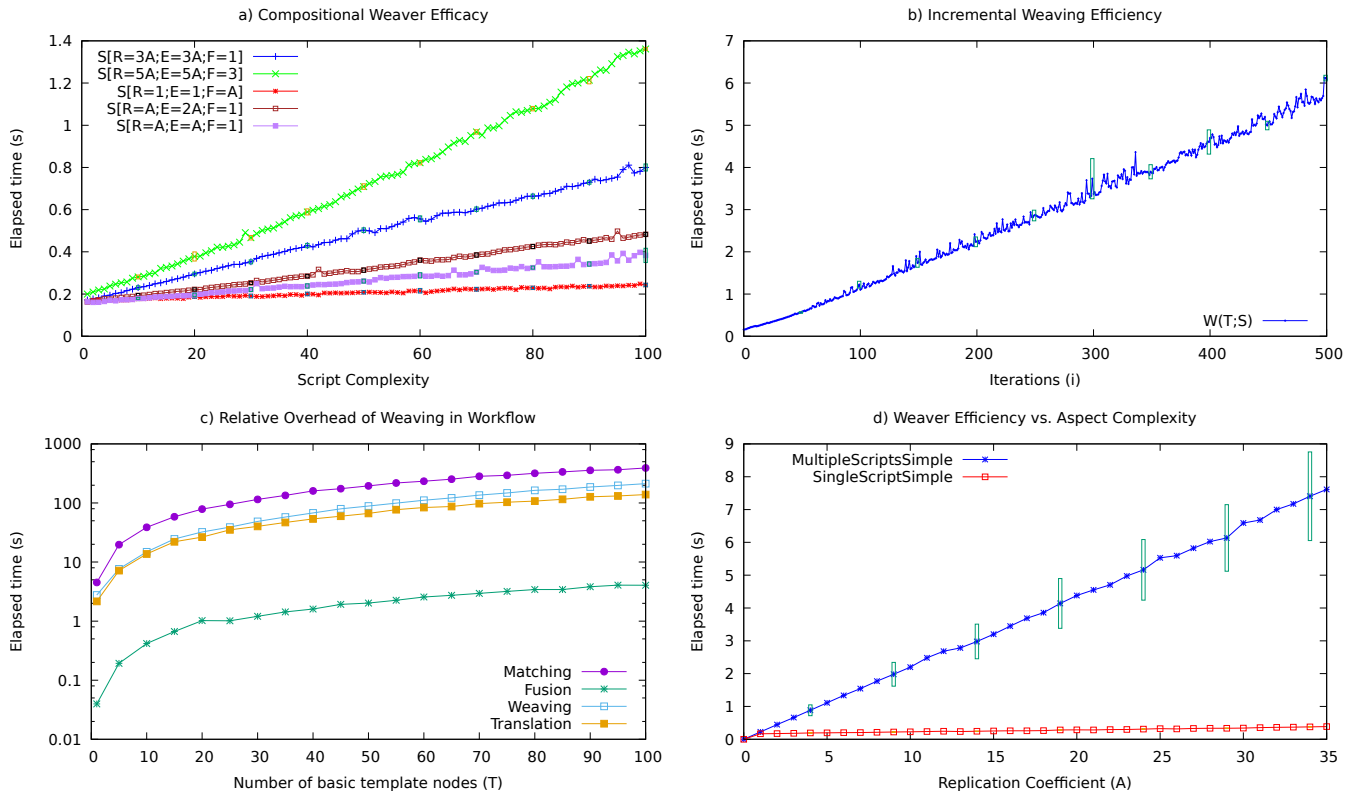 a) Compositional Weaver Efficacy
1.4
1.2
1
0.8
0.6
0.4
0.2
0
Elapsed time (s)
S[R=3A;E=3A;F=1]
S[R=5A;E=5A;F=3]
S[R=1;E=1;F=A]
S[R=A;E=2A;F=1]
S[R=A;E=A;F=1]
0 20 40 60 80 100
Script Complexity
b) Incremental Weaving Efficiency
7
6
5
4
3
2
1
0
Elapsed time (s)
W(T;S)
0 100 200 300 400 500
Iterations (i)
c) Relative Overhead of Weaving in Workflow
1000
100
10
1
0.1
0.01
Elapsed time (s)
Matching
Fusion
Weaving
Translation
0 10 20 30 40 50 60 70 80 90 100
Number of basic template nodes (T)
d) Weaver Efficiency vs. Aspect Complexity
9
8
7
6
5
4
3
2
1
0
Elapsed time (s)
MultipleScriptsSimple
SingleScriptSimple
0 5 10 15 20 25 30 35
Replication Coefficient (A)